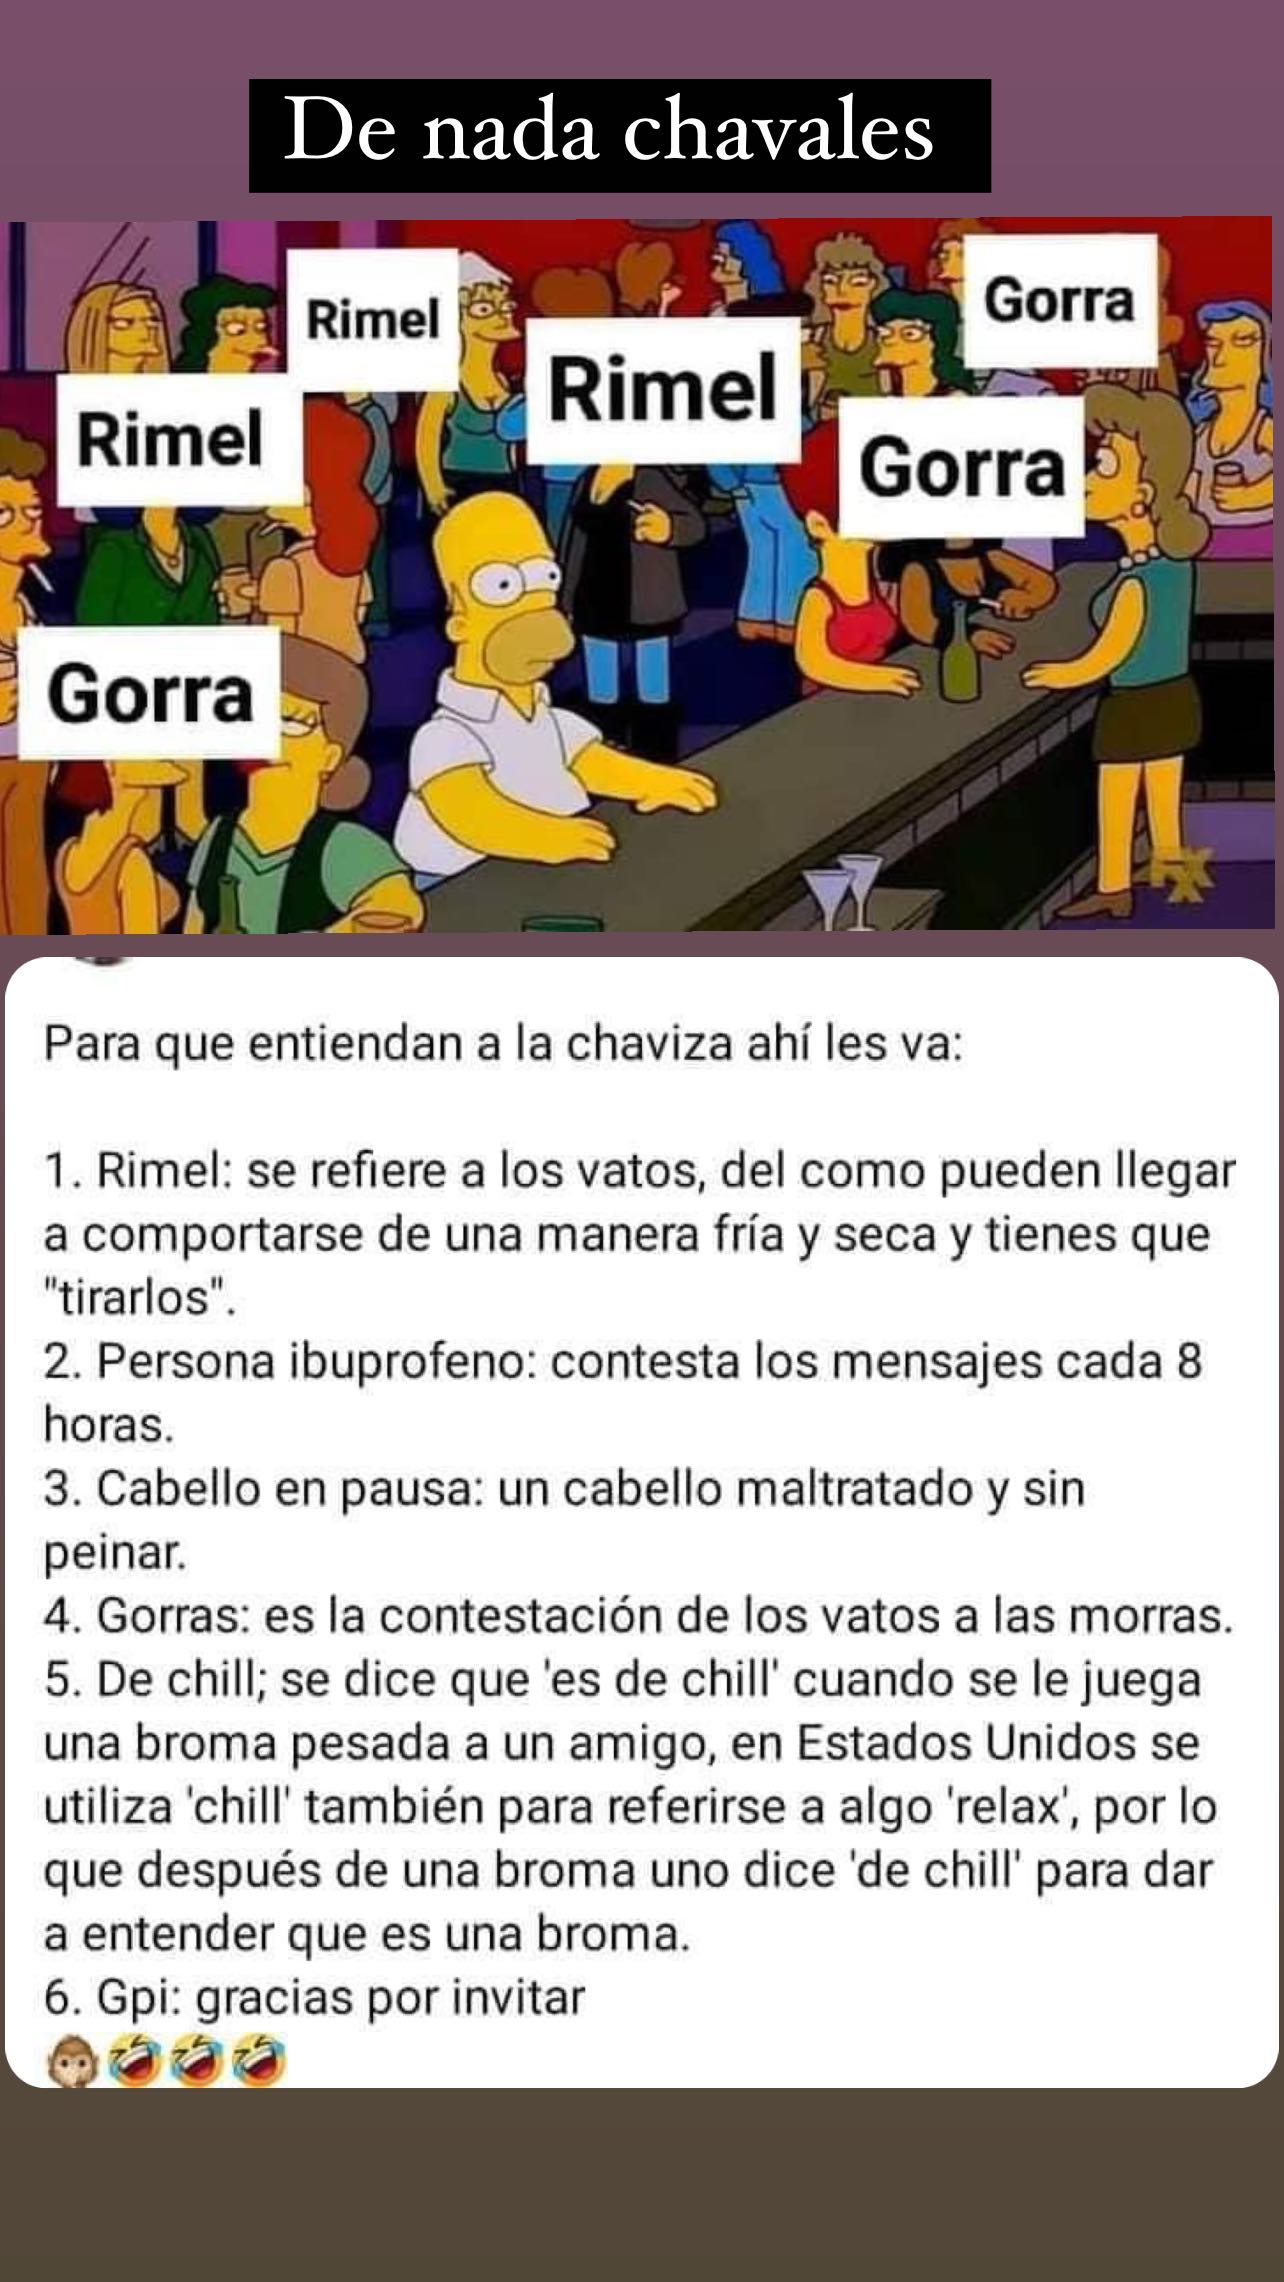 De nada chavales
Rimel
Gorra
Rimel
Rimel
Gorra
Gorra
FX
Para que entiendan a la chaviza ahí les va:
1. Rimel: se refiere a los vatos, del como pueden llegar
a comportarse de una manera fría y seca y tienes que
"tirarlos".
2. Persona ibuprofeno: contesta los mensajes cada 8
horas.
3. Cabello en pausa: un cabello maltratado y sin
peinar.
4. Gorras: es la contestación de los vatos a las morras.
5. De chill; se dice que 'es de chill' cuando se le juega
una broma pesada a un amigo, en Estados Unidos se
utiliza 'chill' también para referirse a algo 'relax', por lo
que después de una broma uno dice 'de chill' para dar
a entender que es una broma.
6. Gpi: gracias por invitar
🙊🤣🤣🤣